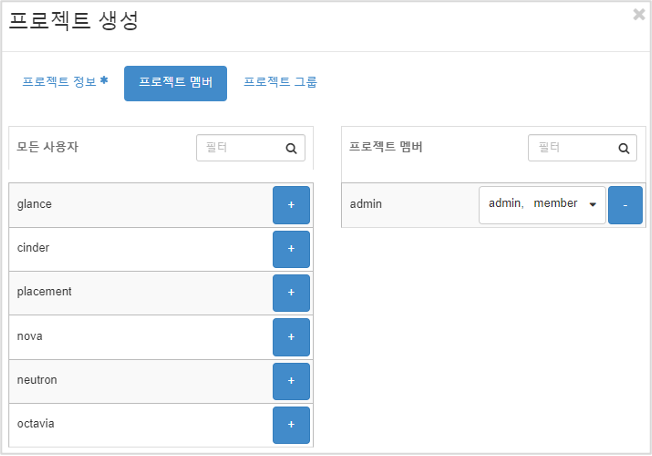 프로젝트 생성
프로젝트 정보 *
프로젝트 멤버
프로젝트 그룹
모든 사용자
필터
glance
+
cinder
+
placement
+
nova
+
neutron
+
octavia
+
프로젝트 멤버
필터
admin
admin, member
-